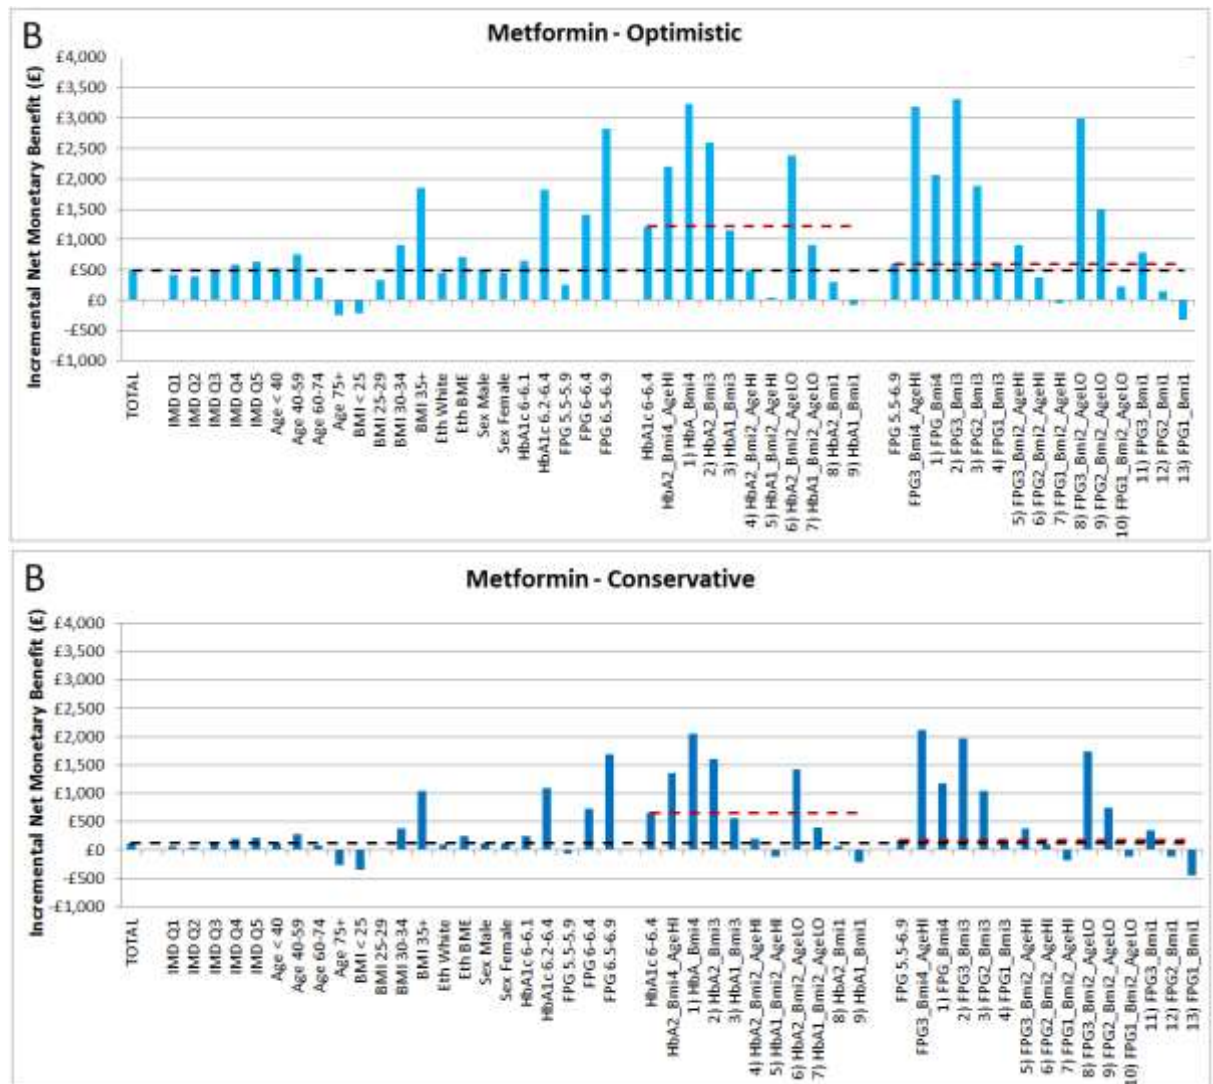 B
Metformin - Optimistic
Incremental Net Monetary Benefit (£)
£4,000
£3,500
£3,000
£2,500
£2,000
£1,500
£1,000
£500
£0
-£500
-£1,000
TOTAL
IMD Q1
IMD Q2
IMD Q3
IMD Q4
IMD Q5
Age < 40
Age 40-59
Age 60-74
Age 75+
BMI < 25
BMI 25-29
BMI 30-34
BMI 35+
Eth White
Eth BME
Sex Male
Sex Female
HbA1c 6-6.1
HbA1c 6.2-6.4
FPG 5.5-5.9
FPG 6-6.4
FPG 6.5-6.9
HbA1c 6-6.4
HbA2_Bmi4_AgeHI
1) HbA_Bmi4
2) HbA2_Bmi3
3) HbA1_Bmi3
4) HbA2_Bmi2_AgeHI
5) HbA1_Bmi2_AgeHI
6) HbA2_Bmi2_AgeLO
7) HbA1_Bmi2_AgeLO
8) HbA2_Bmi1
9) HbA1_Bmi1
FPG 5.5-6.9
FPG3_Bmi4_AgeHI
1) FPG_Bmi4
2) FPG3_Bmi3
3) FPG2_Bmi3
4) FPG1_Bmi3
5) FPG3_Bmi2_AgeHI
6) FPG2_Bmi2_AgeHI
7) FPG1_Bmi2_AgeHI
8) FPG3_Bmi2_AgeLO
9) FPG2_Bmi2_AgeLO
10) FPG1_Bmi2_AgeLO
11) FPG3_Bmi1
12) FPG2_Bmi1
13) FPG1_Bmi1
B
Metformin - Conservative
Incremental Net Monetary Benefit (£)
£4,000
£3,500
£3,000
£2,500
£2,000
£1,500
£1,000
£500
£0
-£500
-£1,000
TOTAL
IMD Q1
IMD Q2
IMD Q3
IMD Q4
IMD Q5
Age < 40
Age 40-59
Age 60-74
Age 75+
BMI < 25
BMI 25-29
BMI 30-34
BMI 35+
Eth White
Eth BME
Sex Male
Sex Female
HbA1c 6-6.1
HbA1c 6.2-6.4
FPG 5.5-5.9
FPG 6-6.4
FPG 6.5-6.9
HbA1c 6-6.4
HbA2_Bmi4_AgeHI
1) HbA_Bmi4
2) HbA2_Bmi3
3) HbA1_Bmi3
4) HbA2_Bmi2_AgeHI
5) HbA1_Bmi2_AgeHI
6) HbA2_Bmi2_AgeLO
7) HbA1_Bmi2_AgeLO
8) HbA2_Bmi1
9) HbA1_Bmi1
FPG 5.5-6.9
FPG3_Bmi4_AgeHI
1) FPG_Bmi4
2) FPG3_Bmi3
3) FPG2_Bmi3
4) FPG1_Bmi3
5) FPG3_Bmi2_AgeHI
6) FPG2_Bmi2_AgeHI
7) FPG1_Bmi2_AgeHI
8) FPG3_Bmi2_AgeLO
9) FPG2_Bmi2_AgeLO
10) FPG1_Bmi2_AgeLO
11) FPG3_Bmi1
12) FPG2_Bmi1
13) FPG1_Bmi1